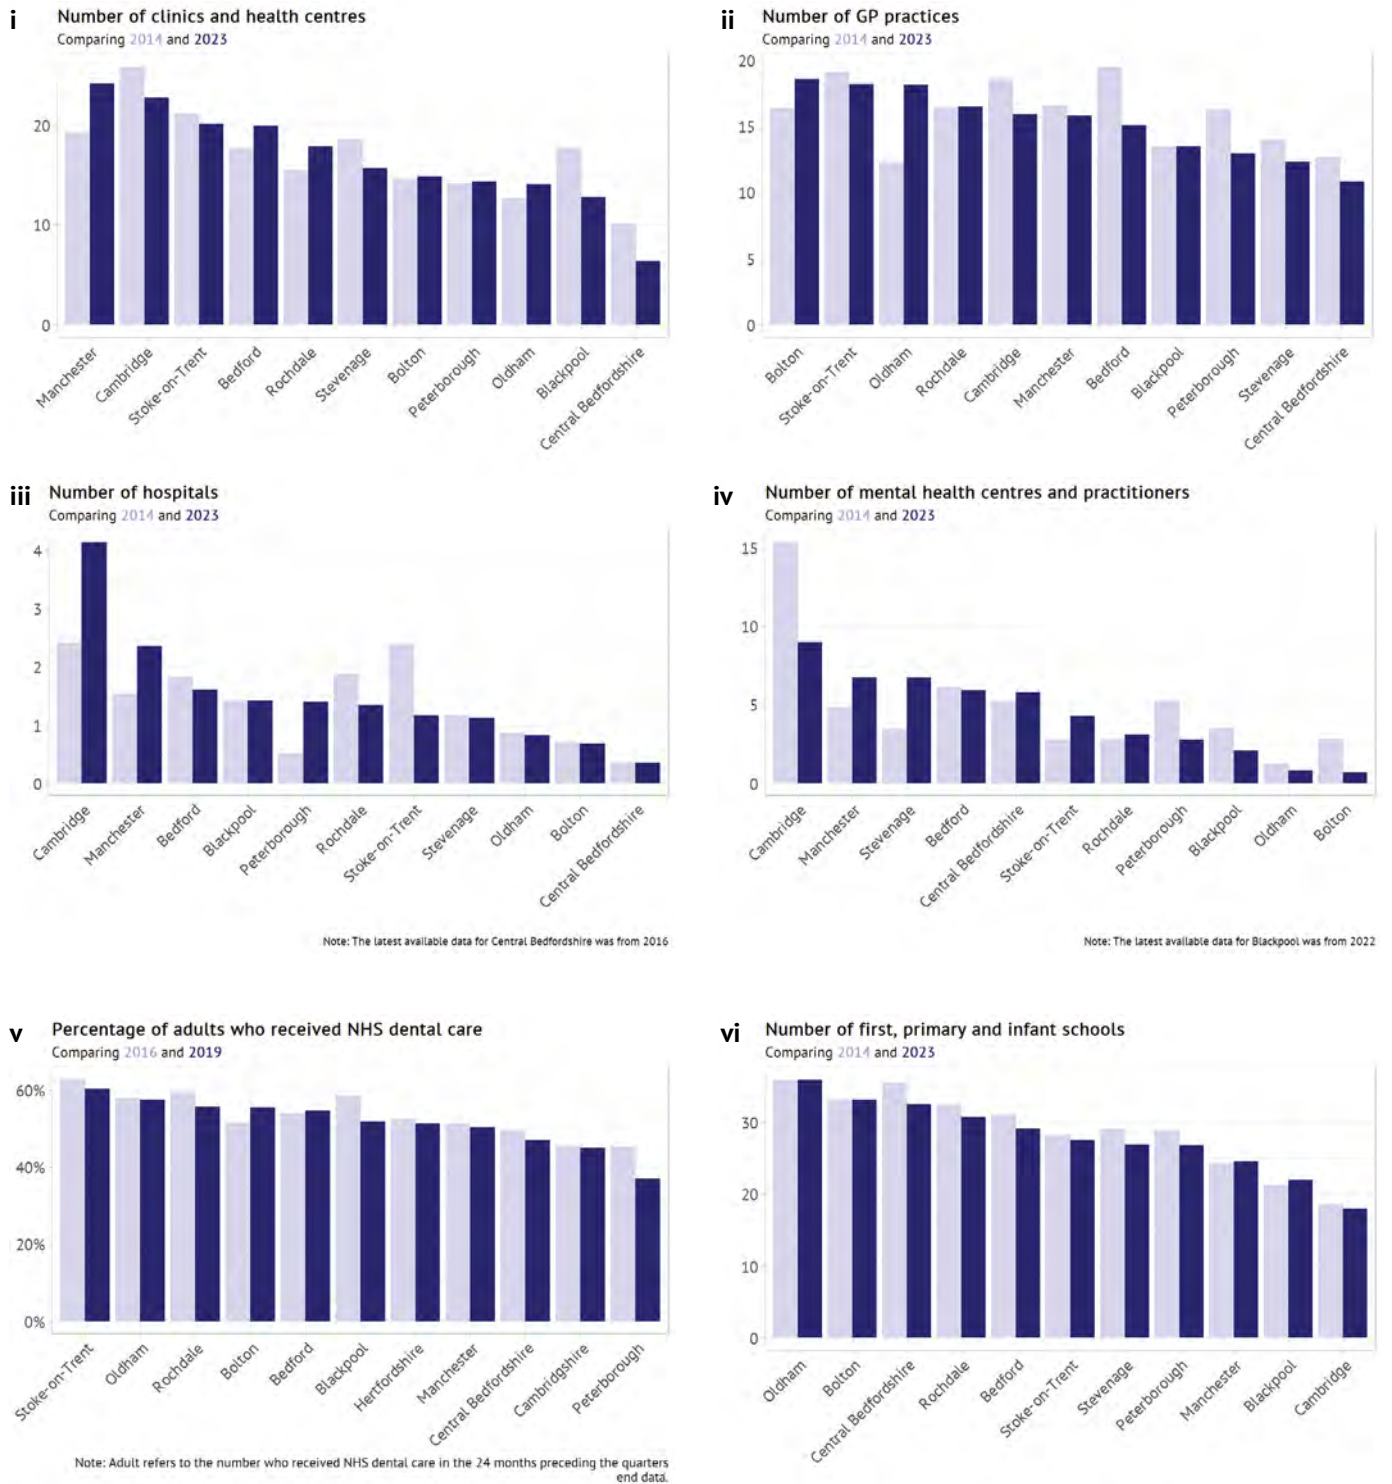 i
Number of clinics and health centres
Comparing 2014 and 2023
20
10
0
Manchester
Cambridge
Stoke-on-Trent
Bedford
Rochdale
Stevenage
Bolton
Peterborough
Oldham
Blackpool
Central Bedfordshire
ii
Number of GP practices
Comparing 2014 and 2023
20
15
10
5
0
Bolton
Stoke-on-Trent
Oldham
Rochdale
Cambridge
Manchester
Bedford
Blackpool
Peterborough
Stevenage
Central Bedfordshire
iii
Number of hospitals
Comparing 2014 and 2023
4
3
2
1
0
Cambridge
Manchester
Bedford
Blackpool
Peterborough
Rochdale
Stoke-on-Trent
Stevenage
Oldham
Bolton
Central Bedfordshire
Note: The latest available data for Central Bedfordshire was from 2016
iv
Number of mental health centres and practitioners
Comparing 2014 and 2023
15
10
5
0
Cambridge
Manchester
Stevenage
Bedford
Central Bedfordshire
Stoke-on-Trent
Rochdale
Peterborough
Blackpool
Oldham
Bolton
Note: The latest available data for Blackpool was from 2022
v
Percentage of adults who received NHS dental care
Comparing 2016 and 2019
60%
40%
20%
0%
Stoke-on-Trent
Oldham
Rochdale
Bolton
Bedford
Blackpool
Hertfordshire
Manchester
Central Bedfordshire
Cambridgshire
Peterborough
Note: Adult refers to the number who received NHS dental care in the 24 months preceding the quarters
end data.
vi
Number of first, primary and infant schools
Comparing 2014 and 2023
30
20
10
0
Oldham
Bolton
Central Bedfordshire
Rochdale
Bedford
Stoke-on-Trent
Stevenage
Peterborough
Manchester
Blackpool
Cambridge